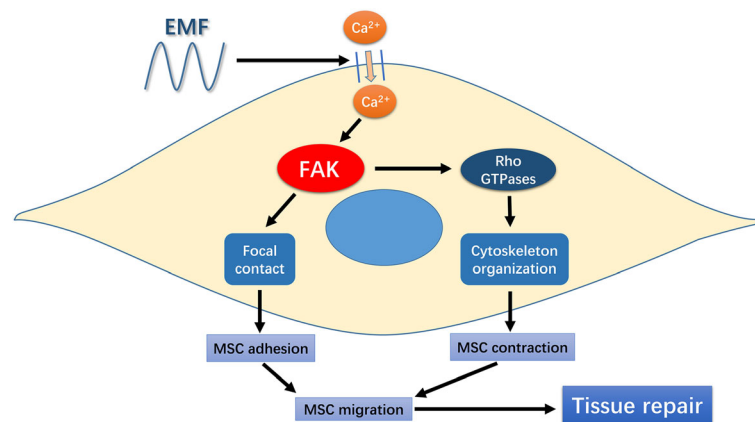 EMF
Ca²⁺
Ca²⁺
FAK
Rho
GTPases
Focal
contact
Cytoskeleton
organization
MSC adhesion
MSC contraction
MSC migration
Tissue repair